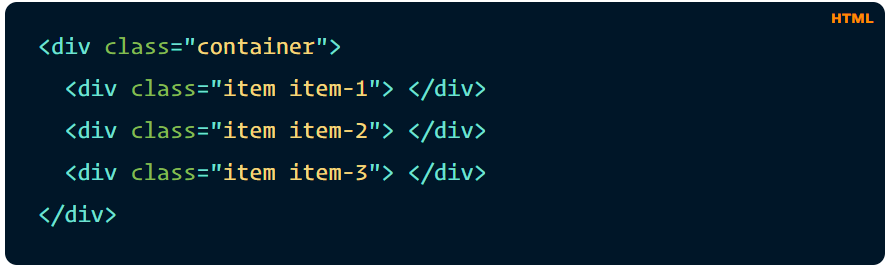 HTML
<div class="container">
  <div class="item item-1"> </div>
  <div class="item item-2"> </div>
  <div class="item item-3"> </div>
</div>